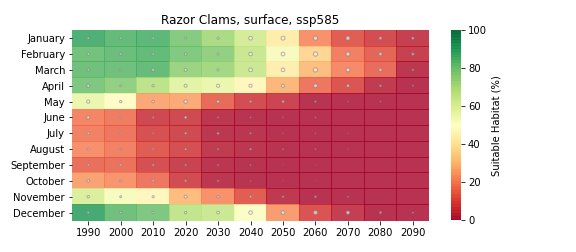 Razor Clams, surface, ssp585
January
February
March
April
May
June
July
August
September
October
November
December
1990 2000 2010 2020 2030 2040 2050 2060 2070 2080 2090
100
80
60
40
20
0
Suitable Habitat (%)